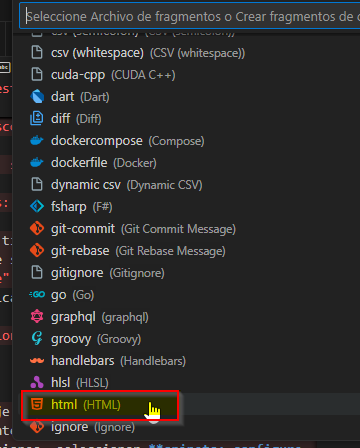 Seleccione Archivo de fragmentos o Crear fragmentos de c
csv (semicolon) (CSV (semicolon))
csv (whitespace) (CSV (whitespace))
cuda-cpp (CUDA C++)
dart (Dart)
diff (Diff)
dockercompose (Compose)
dockerfile (Docker)
dynamic csv (Dynamic CSV)
fsharp (F#)
git-commit (Git Commit Message)
git-rebase (Git Rebase Message)
gitignore (Gitignore)
go (Go)
graphql (graphql)
groovy (Groovy)
handlebars (Handlebars)
hlsl (HLSL)
html (HTML)
ignore (Ignore)